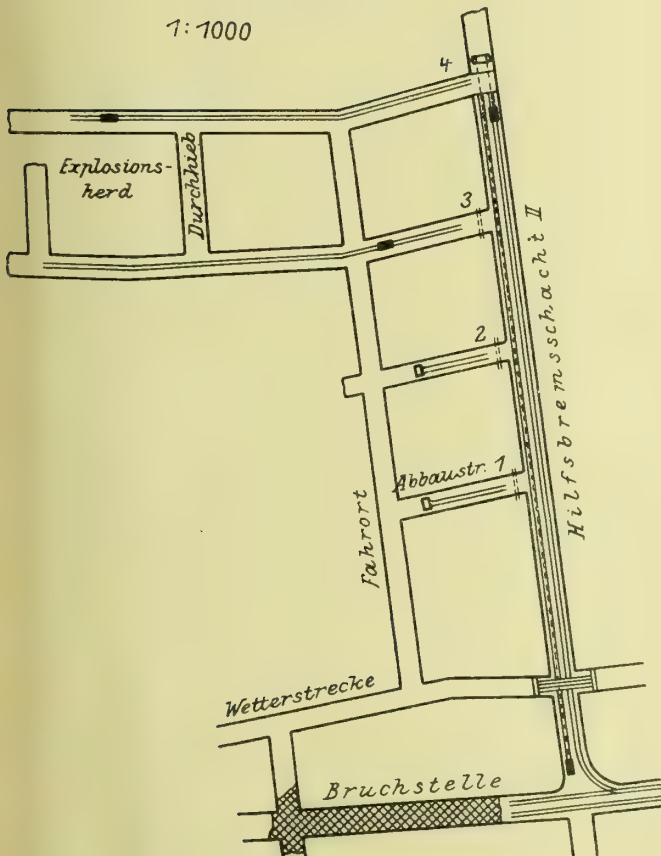 1:1000
4
Explosions-
herd
Durchhieb
3
2
Hilfsbremsschacht II
Abbaustr. 1
Fahrort
Wetterstrecke
Bruchstelle